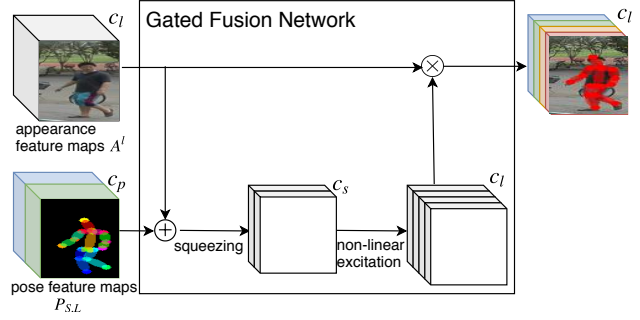 c_l
Gated Fusion Network
c_l
appearance
feature maps A^l
c_p
c_s
c_l
squeezing
non-linear
excitation
pose feature maps
P_{S,L}